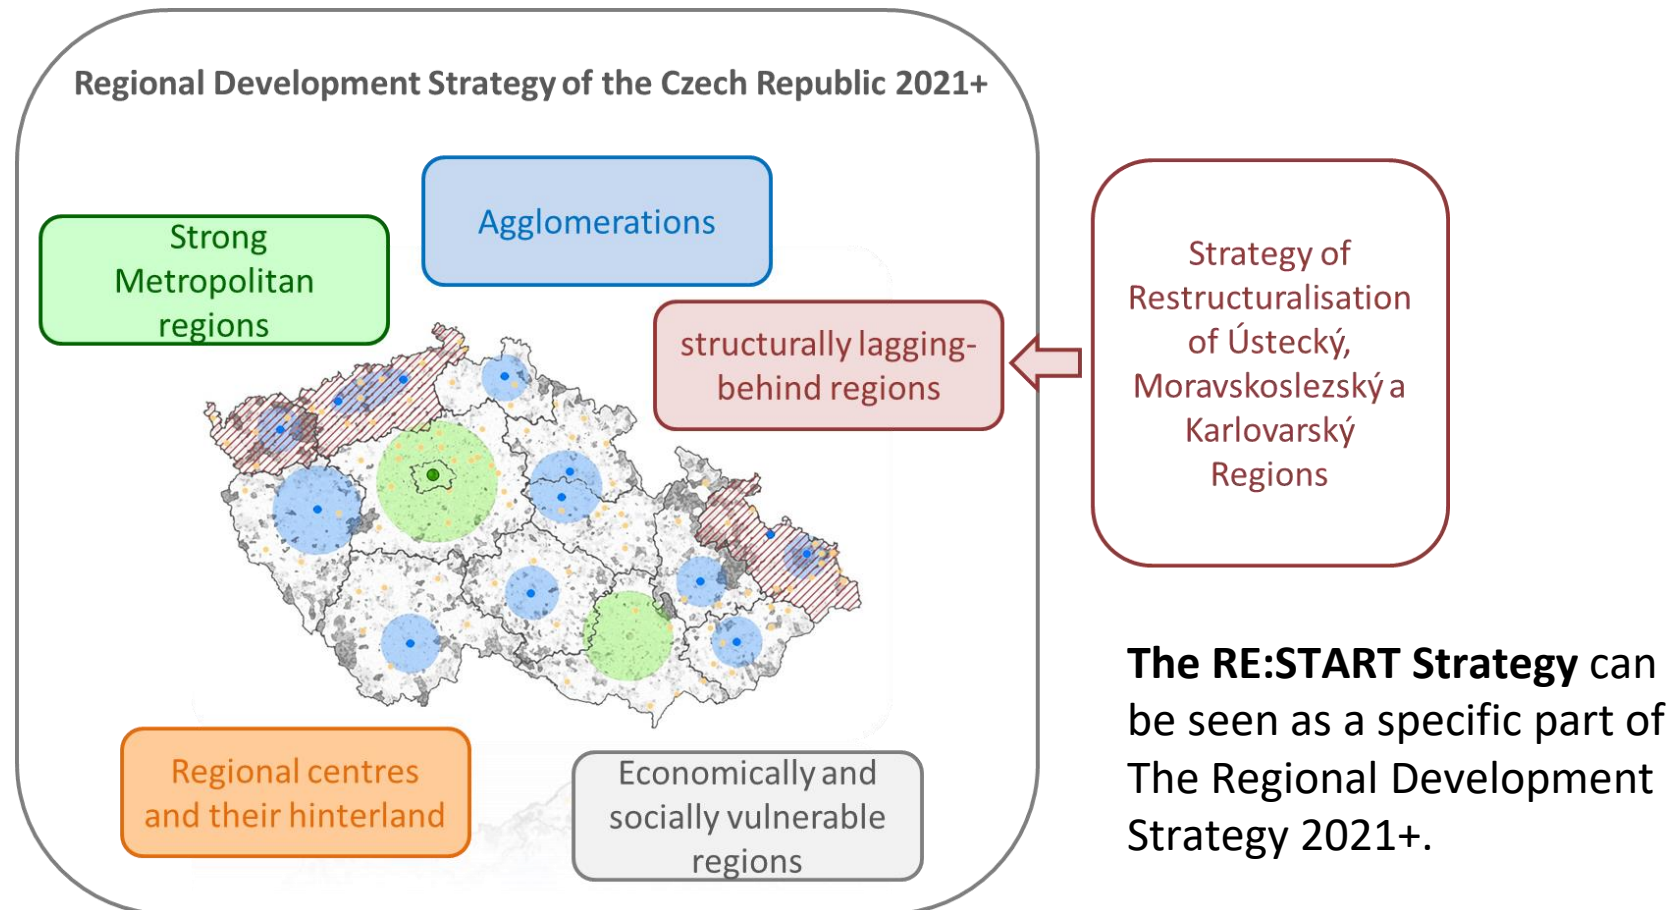 Regional Development Strategy of the Czech Republic 2021+
Agglomerations
Strong
Metropolitan
regions
structurally lagging-
behind regions
Strategy of
Restructuralisation
of Ústecký,
Moravskoslezský a
Karlovarský
Regions
Regional centres
and their hinterland
Economically and
socially vulnerable
regions
The RE:START Strategy can
be seen as a specific part of
The Regional Development
Strategy 2021+.